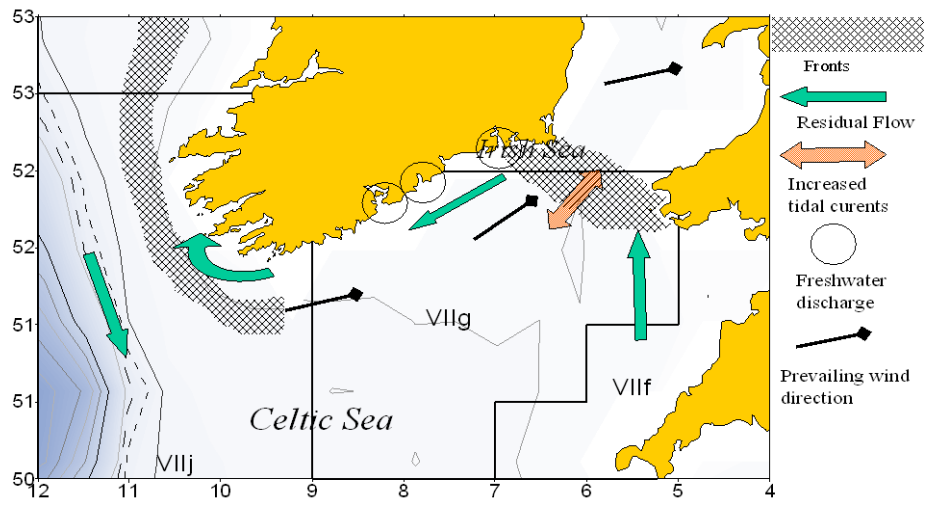 53
53
52
52
51
51
50
12
11
10
9
8
7
6
5
4
Irish Sea
VIIg
VIIf
Celtic Sea
VIIj
Fronts
Residual Flow
Increased
tidal curents
Freshwater
discharge
Prevailing wind
direction